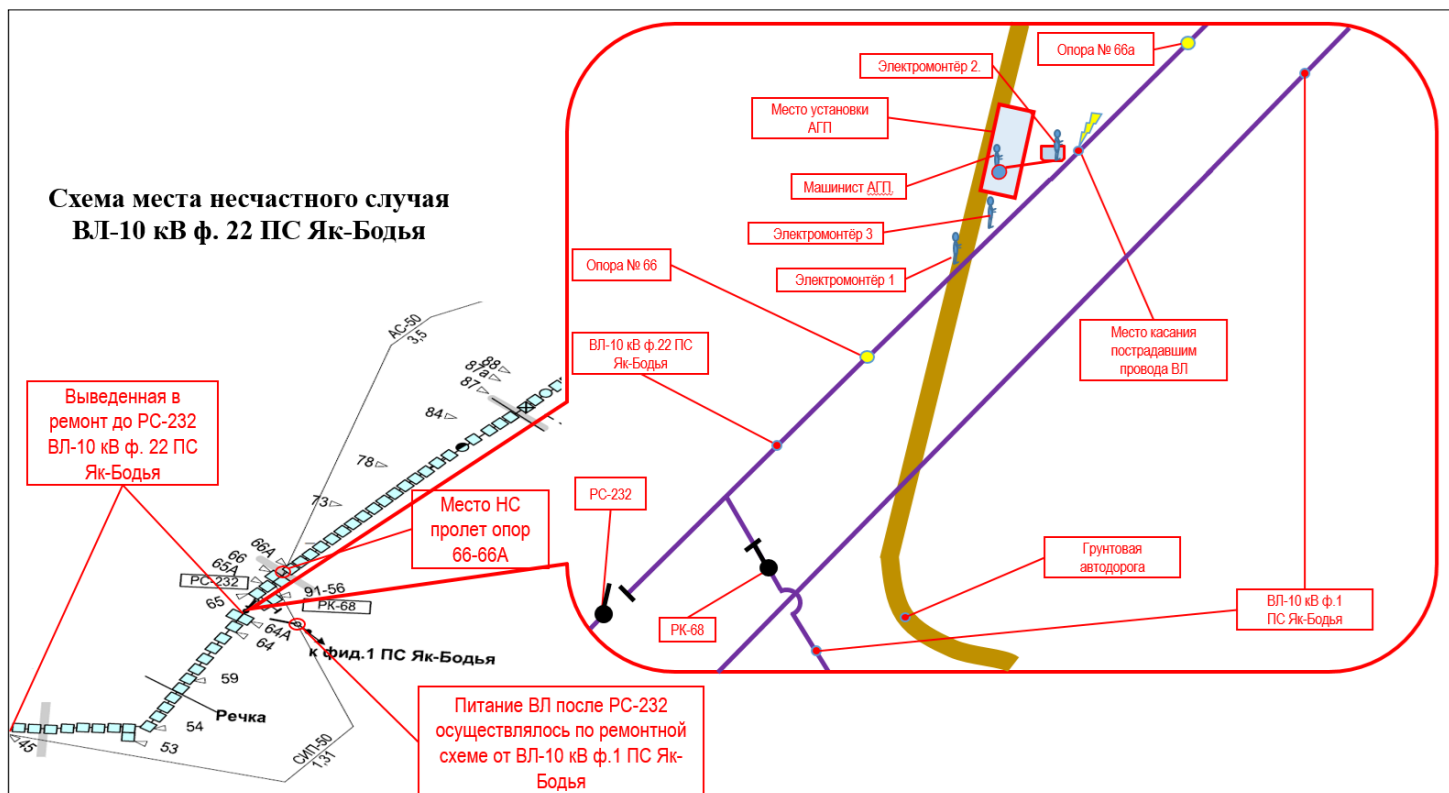 Схема места несчастного случая
ВЛ-10 кВ ф. 22 ПС Як-Бодья
Опора № 66а
Электромонтёр 2.
Место установки
АГП
Машинист АГП.
Электромонтёр 3
Электромонтёр 1
Опора № 66
ВЛ-10 кВ ф.22 ПС
Як-Бодья
Место касания
пострадавшим
провода ВЛ
РС-232
РК-68
Грунтовая
автодорога
ВЛ-10 кВ ф.1
ПС Як-Бодья
Выведенная в
ремонт до РС-232
ВЛ-10 кВ ф. 22 ПС
Як-Бодья
Место НС
пролет опор
66-66А
Питание ВЛ после РС-232
осуществлялось по ремонтной
схеме от ВЛ-10 кВ ф.1 ПС Як-
Бодья
АС-50
3,5
88
87а
87
84
78
73
66А
66
65А
РС-232
65
91-56
РК-68
64А
64
к фид.1 ПС Як-Бодья
59
Речка
54
53
45
СИП-50
1,31